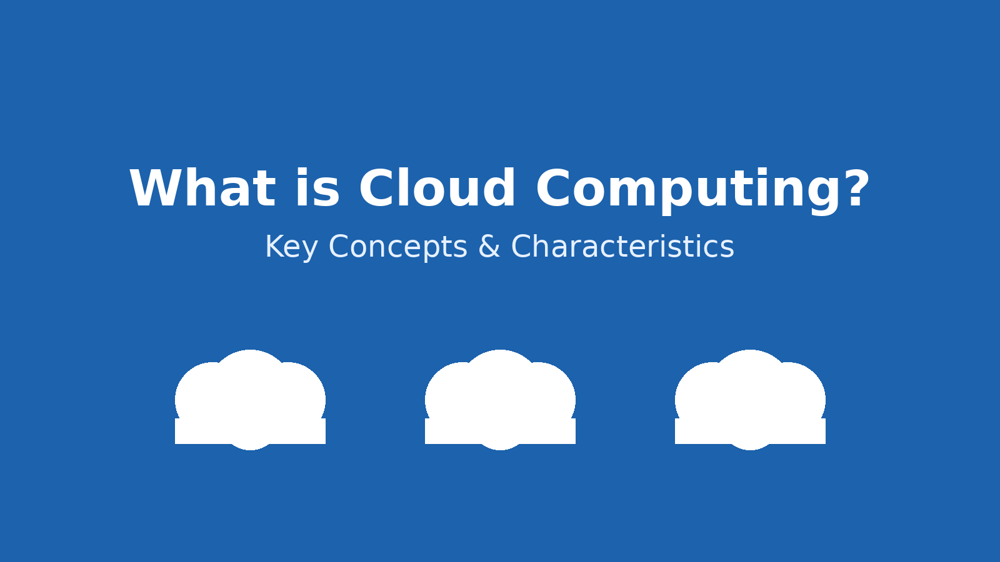 What is Cloud Computing?
Key Concepts & Characteristics